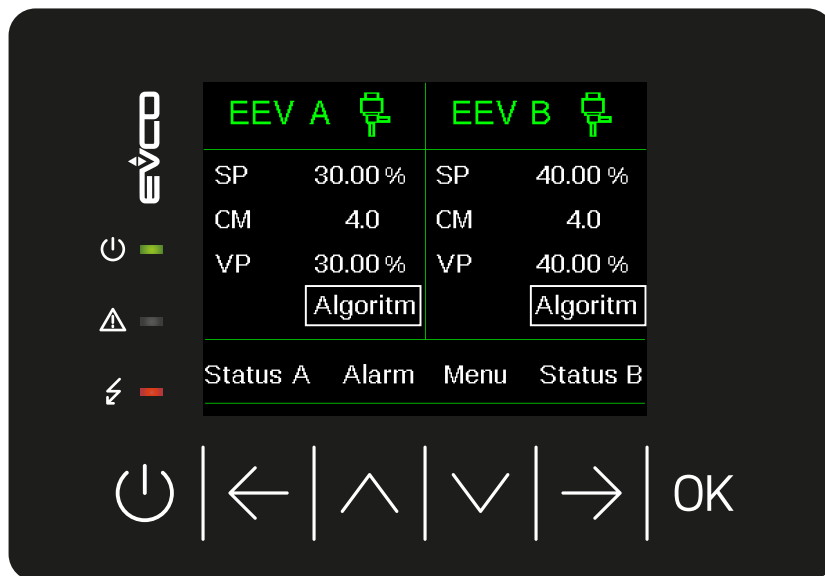 EVCO
EEV A EEV B
SP 30.00 % SP 40.00 %
CM 4.0 CM 4.0
VP 30.00 % VP 40.00 %
Algoritm Algoritm
Status A Alarm Menu Status B
OK